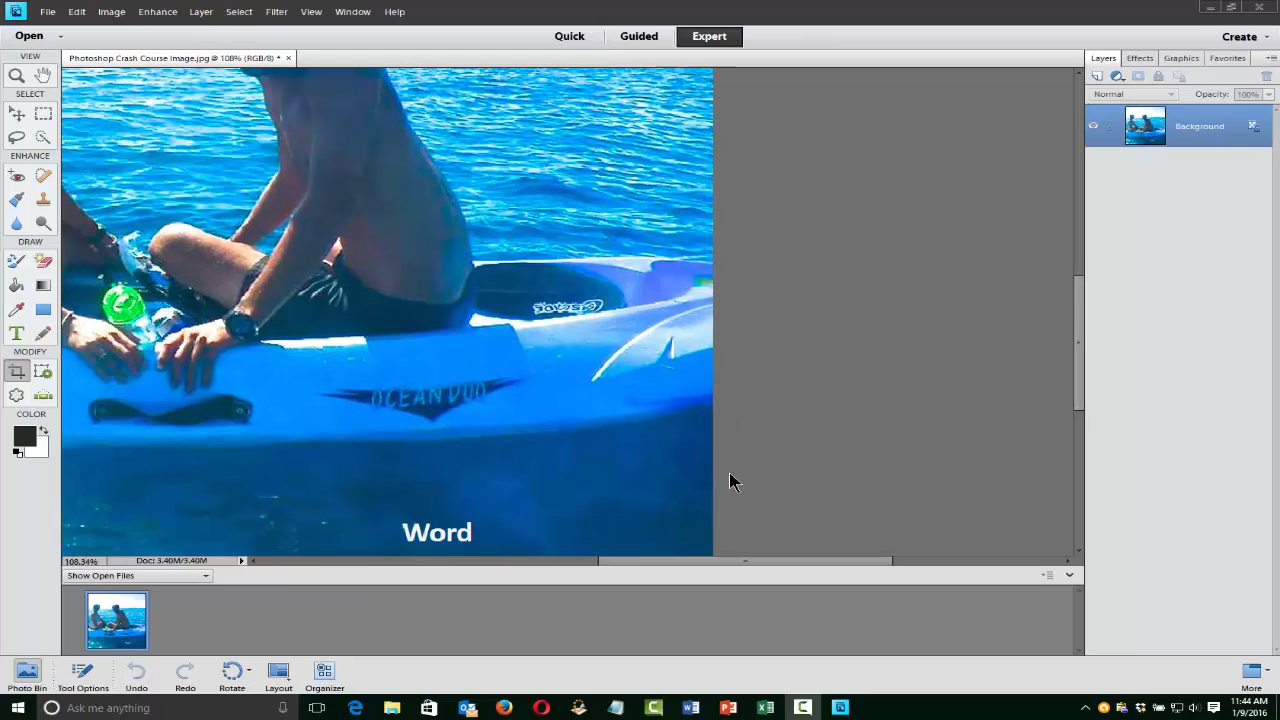 File Edit Image Enhance Layer Select Filter View Window Help
Open Quick Guided Expert Create
VIEW
Photoshop Crash Course Image.jpg @ 108% (RGB/8) * ×
Layers Effects Graphics Favorites
SELECT
Normal Opacity: 100%
Background
ENHANCE
DRAW
MODIFY
COLOR
OCEAN DUO
Word
108.34% Doc: 3.40M/3.40M
Show Open Files
Photo Bin Tool Options Undo Redo Rotate Layout Organizer More
Ask me anything
11:44 AM
1/9/2016